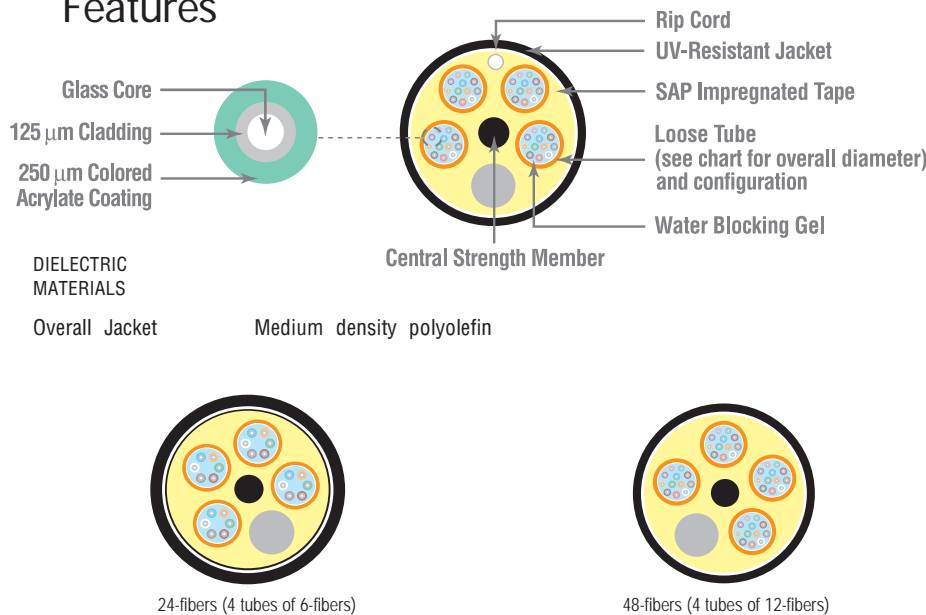 Features
Rip Cord
UV-Resistant Jacket
SAP Impregnated Tape
Loose Tube
(see chart for overall diameter)
and configuration
Water Blocking Gel
Central Strength Member
Glass Core
125 µm Cladding
250 µm Colored
Acrylate Coating
DIELECTRIC
MATERIALS
Overall Jacket Medium density polyolefin
24-fibers (4 tubes of 6-fibers)
48-fibers (4 tubes of 12-fibers)